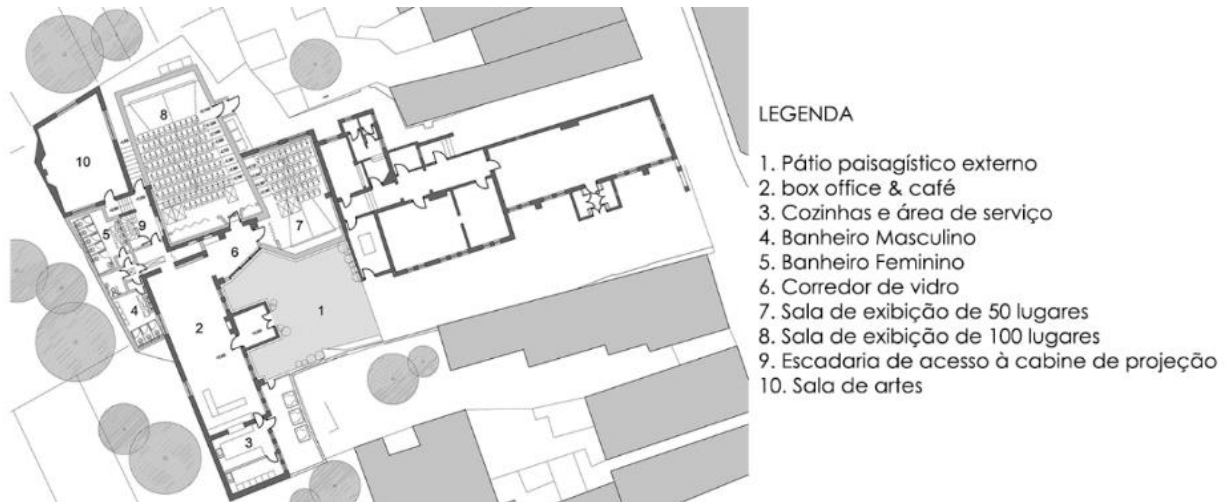 8
10
5
9
6
7
4
2
1
3
LEGENDA
1. Pátio paisagístico externo
2. box office & café
3. Cozinhas e área de serviço
4. Banheiro Masculino
5. Banheiro Feminino
6. Corredor de vidro
7. Sala de exibição de 50 lugares
8. Sala de exibição de 100 lugares
9. Escadaria de acesso à cabine de projeção
10. Sala de artes